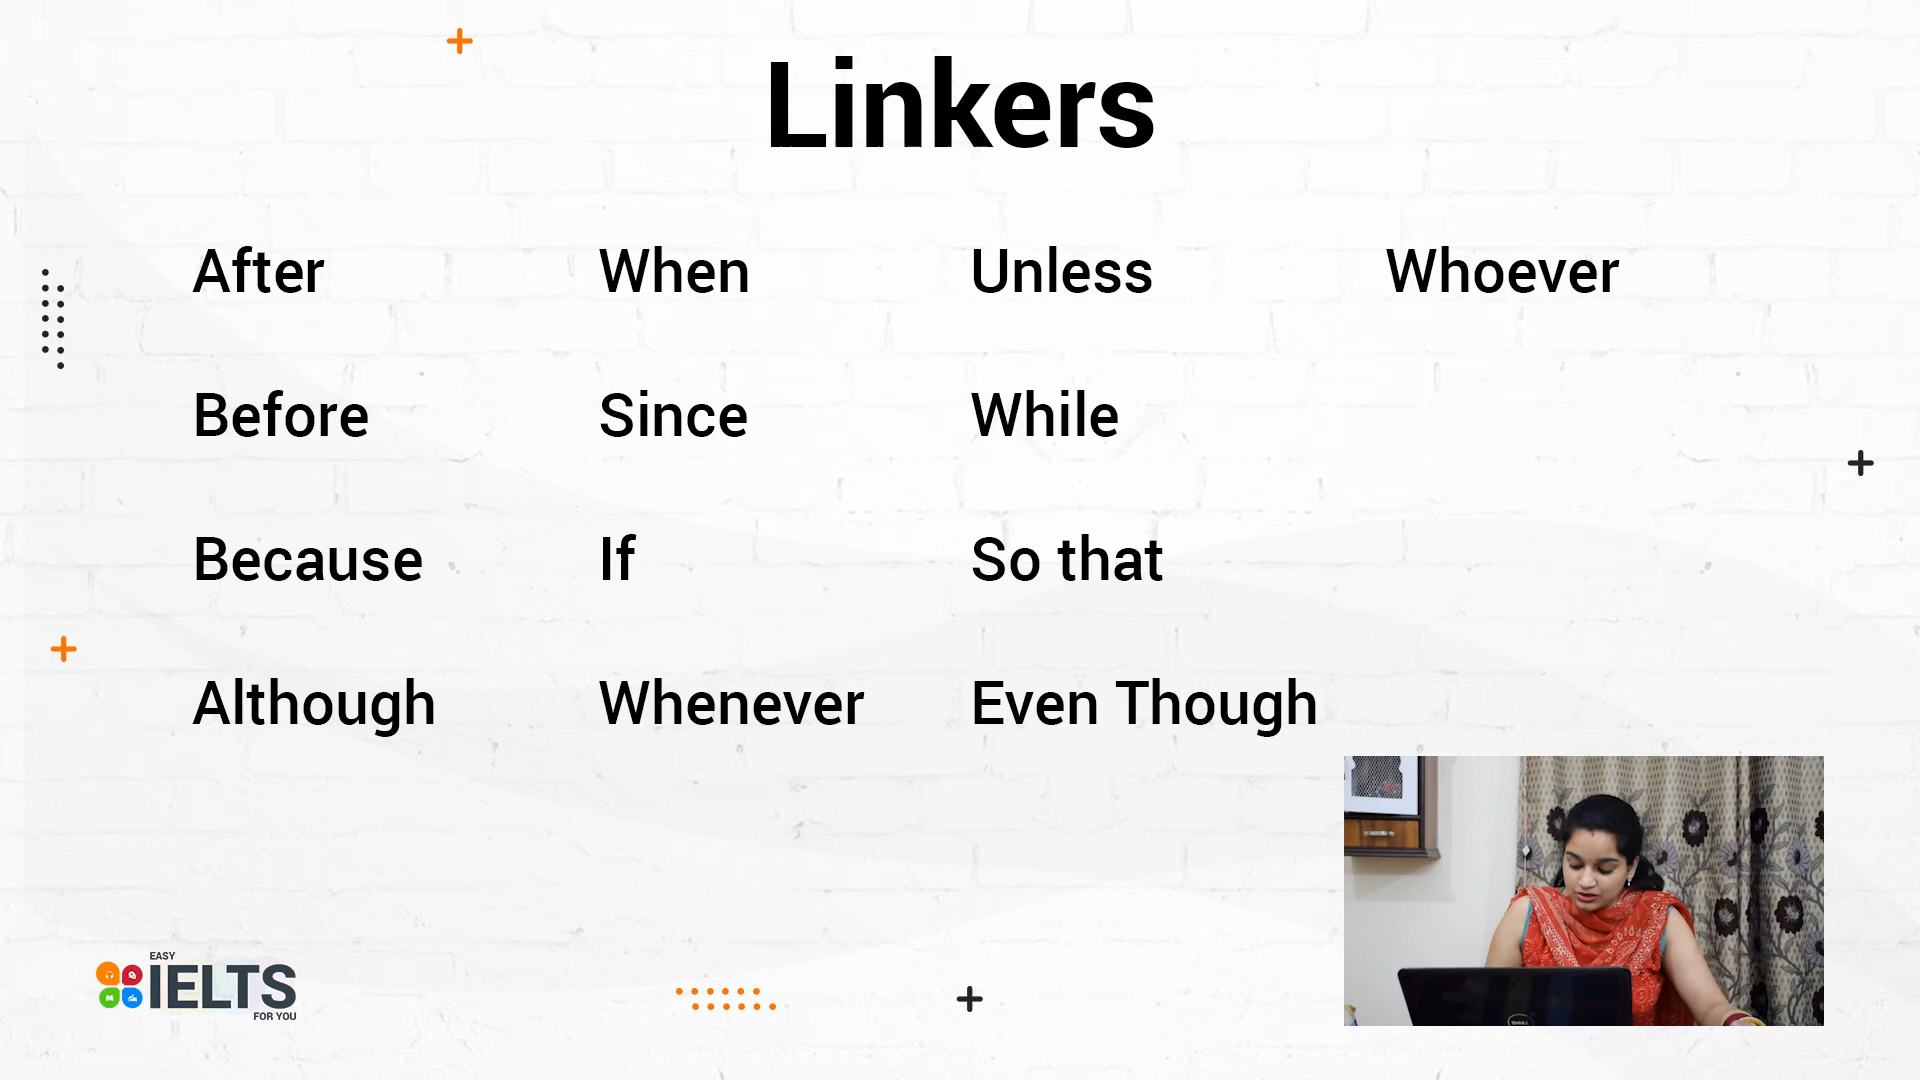 Linkers
After When Unless Whoever
Before Since While
Because If So that
Although Whenever Even Though
EASY
IELTS
FOR YOU
DELL